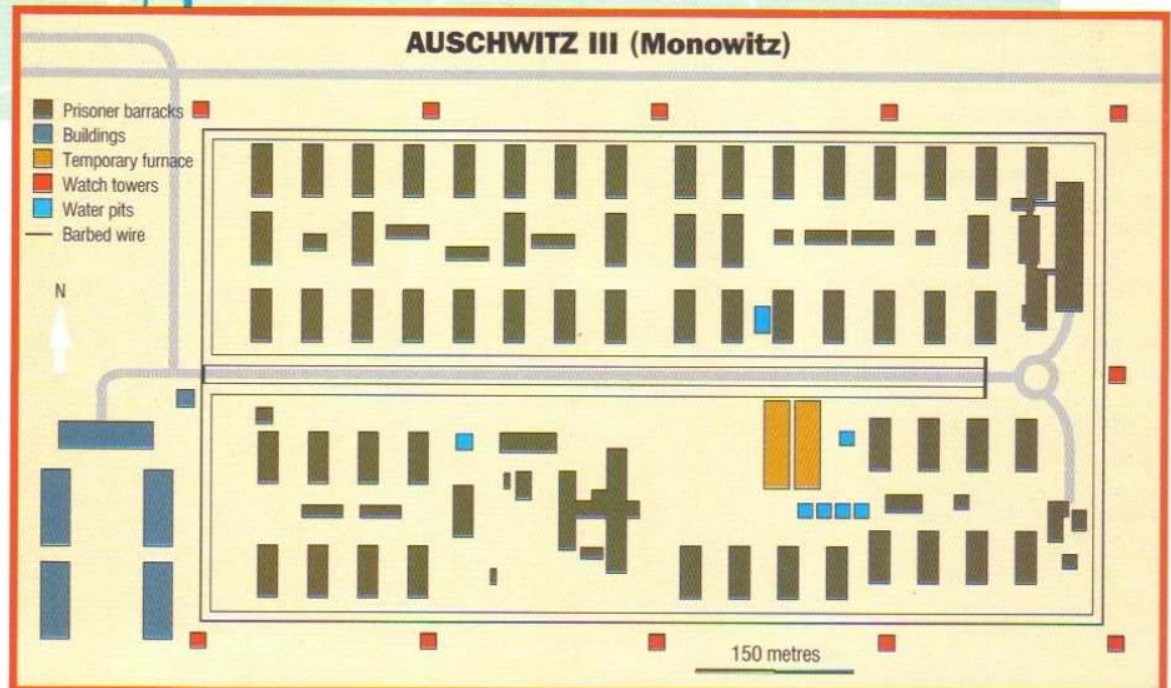 AUSCHWITZ III (Monowitz)
Prisoner barracks
Buildings
Temporary furnace
Watch towers
Water pits
Barbed wire
N
150 metres